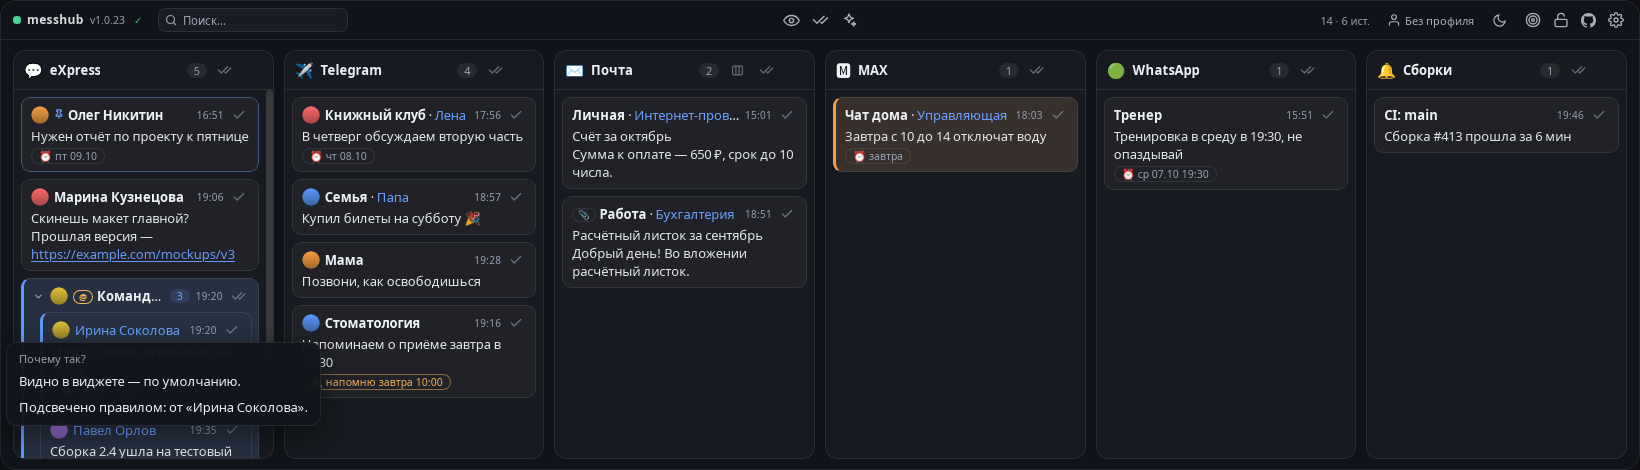 messhub v1.0.23 ✓ Поиск... 14 · 6 ист. Без профиля
eXpress 5
Олег Никитин 16:51
Нужен отчёт по проекту к пятнице
пт 09.10
Марина Кузнецова 19:06
Скинешь макет главной?
Прошлая версия —
https://example.com/mockups/v3
@ Команд... 3 19:20
Ирина Соколова 19:20
Почему так?
Видно в виджете — по умолчанию.
Подсвечено правилом: от «Ирина Соколова».
Павел Орлов 19:35
Сборка 2.4 ушла на тестовый
Telegram 4
Книжный клуб · Лена 17:56
В четверг обсуждаем вторую часть
чт 08.10
Семья · Папа 18:57
Купил билеты на субботу 🎉
Мама 19:28
Позвони, как освободишься
Стоматология 19:16
Напоминаем о приёме завтра в
напомню завтра 10:00
Почта 2
Личная · Интернет-пров... 15:01
Счёт за октябрь
Сумма к оплате — 650 ₽, срок до 10
числа.
Работа · Бухгалтерия 18:51
Расчётный листок за сентябрь
Добрый день! Во вложении
расчётный листок.
M MAX 1
Чат дома · Управляющая 18:03
Завтра с 10 до 14 отключат воду
завтра
WhatsApp 1
Тренер 15:51
Тренировка в среду в 19:30, не
опаздывай
ср 07.10 19:30
Сборки 1
CI: main 19:46
Сборка #413 прошла за 6 мин